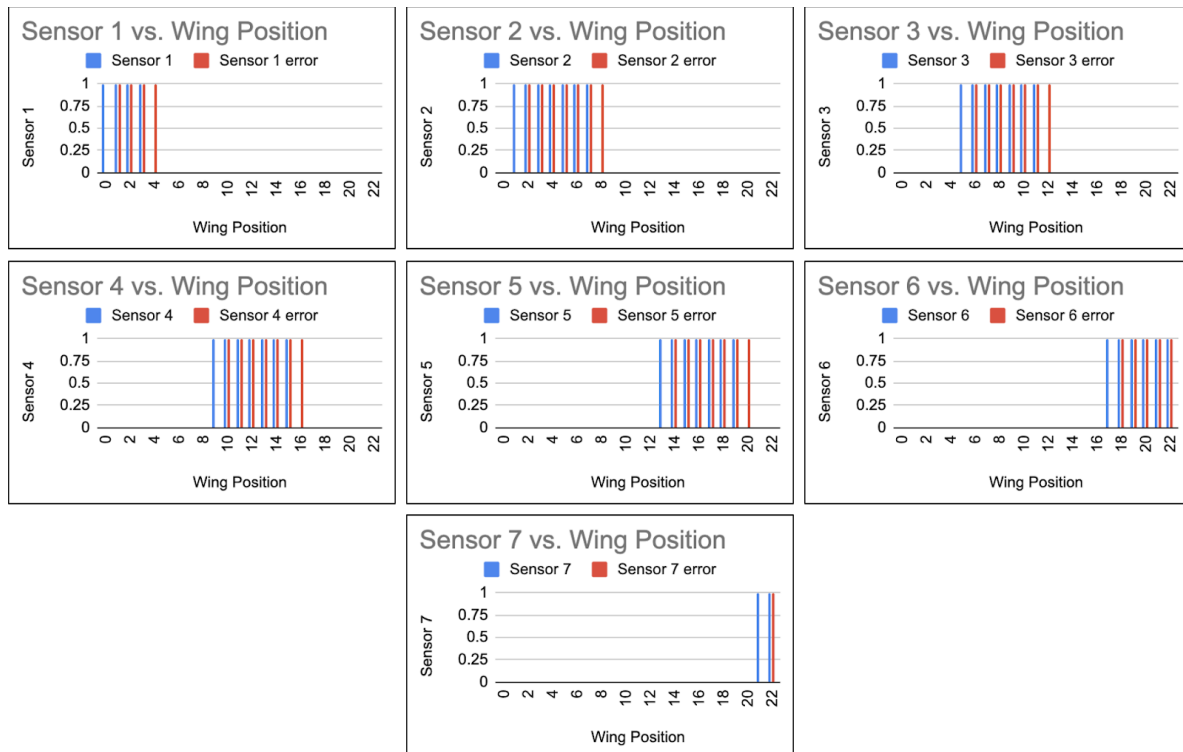 Sensor 1 vs. Wing Position
Sensor 1 Sensor 1 error
1
0.75
0.5
0.25
0
Sensor 1
0 2 4 6 8 10 12 14 16 18 20 22
Wing Position
Sensor 2 vs. Wing Position
Sensor 2 Sensor 2 error
1
0.75
0.5
0.25
0
Sensor 2
0 2 4 6 8 10 12 14 16 18 20 22
Wing Position
Sensor 3 vs. Wing Position
Sensor 3 Sensor 3 error
1
0.75
0.5
0.25
0
Sensor 3
0 2 4 6 8 10 12 14 16 18 20 22
Wing Position
Sensor 4 vs. Wing Position
Sensor 4 Sensor 4 error
1
0.75
0.5
0.25
0
Sensor 4
0 2 4 6 8 10 12 14 16 18 20 22
Wing Position
Sensor 5 vs. Wing Position
Sensor 5 Sensor 5 error
1
0.75
0.5
0.25
0
Sensor 5
0 2 4 6 8 10 12 14 16 18 20 22
Wing Position
Sensor 6 vs. Wing Position
Sensor 6 Sensor 6 error
1
0.75
0.5
0.25
0
Sensor 6
0 2 4 6 8 10 12 14 16 18 20 22
Wing Position
Sensor 7 vs. Wing Position
Sensor 7 Sensor 7 error
1
0.75
0.5
0.25
0
Sensor 7
0 2 4 6 8 10 12 14 16 18 20 22
Wing Position